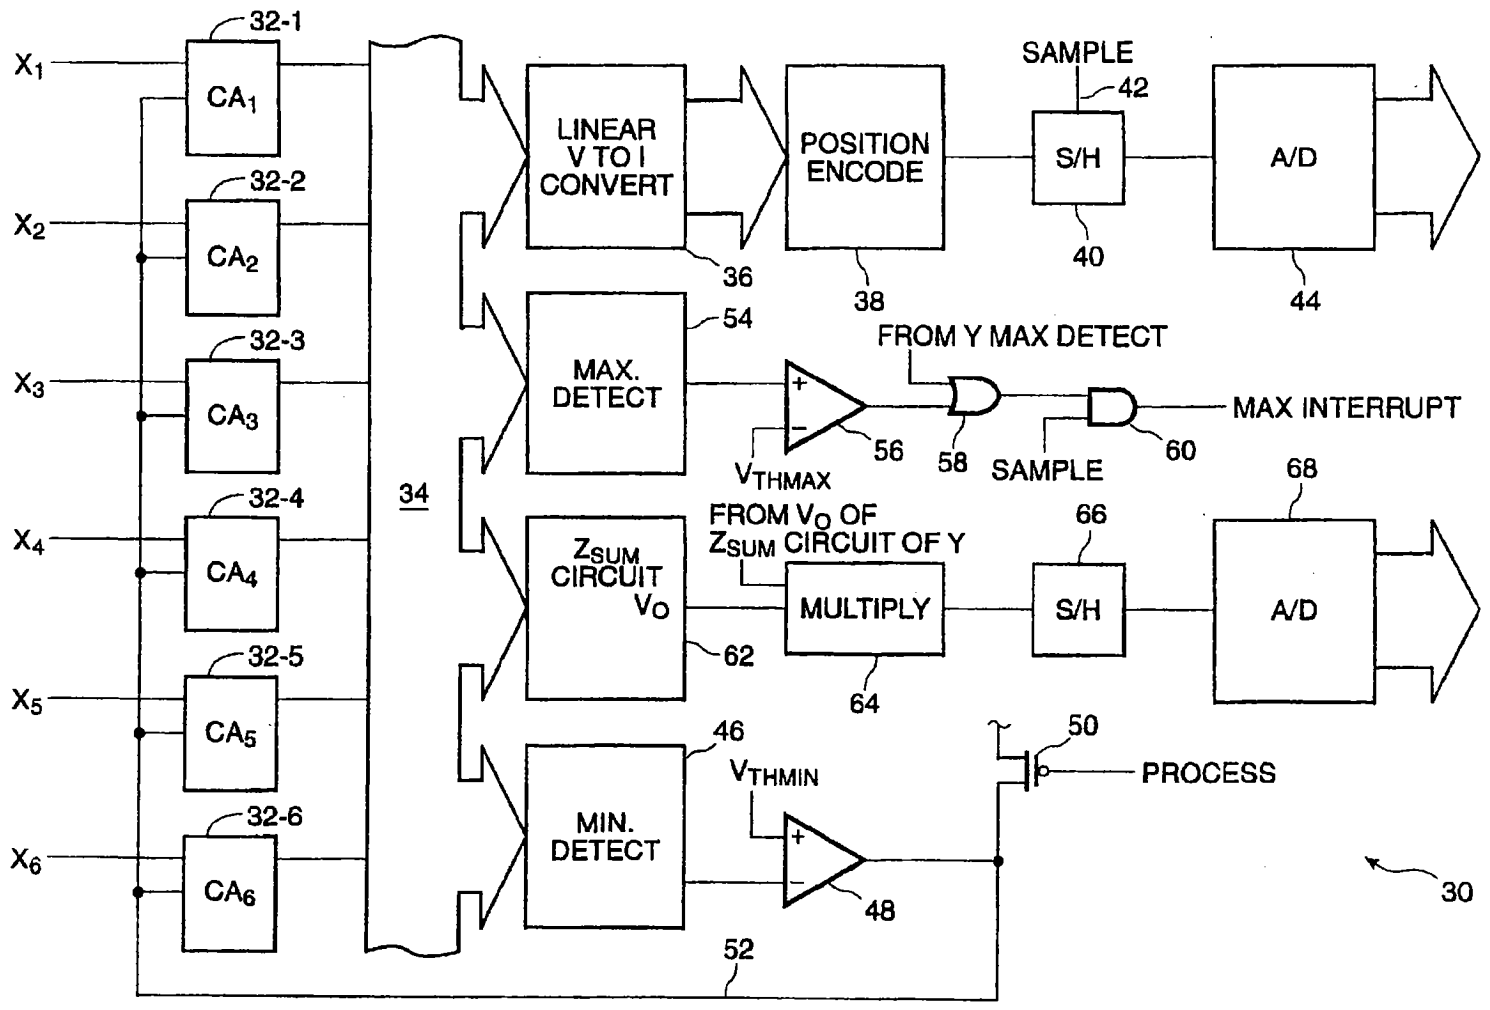 32-1
X1
CA1
32-2
X2
CA2
32-3
X3
CA3
32-4
X4
CA4
32-5
X5
CA5
32-6
X6
CA6
34
LINEAR
V TO I
CONVERT
36
POSITION
ENCODE
38
SAMPLE
42
S/H
40
A/D
44
MAX.
DETECT
54
FROM Y MAX DETECT
+
−
VTHMAX
56
58
SAMPLE
60
MAX INTERRUPT
ZSUM
CIRCUIT
VO
62
FROM VO OF
ZSUM CIRCUIT OF Y
MULTIPLY
64
66
S/H
68
A/D
MIN.
DETECT
46
VTHMIN
+
−
48
50
PROCESS
52
30